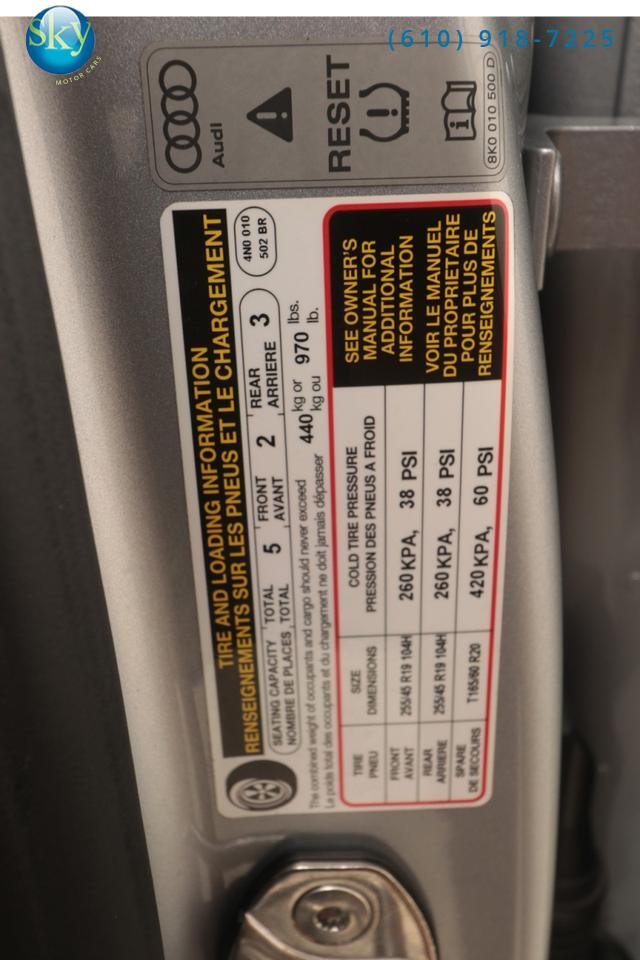 Sky
MOTOR CARS
(610) 918-7225
Audi
RESET
8K0 010 500 D
TIRE AND LOADING INFORMATION
RENSEIGNEMENTS SUR LES PNEUS ET LE CHARGEMENT
4N0 010
502 BR
SEATING CAPACITY TOTAL 5 FRONT 2 REAR 3
NOMBRE DE PLACES TOTAL AVANT ARRIERE
The combined weight of occupants and cargo should never exceed 440 kg or 970 lbs.
Le poids total des occupants et du chargement ne doit jamais dépasser kg ou lb.
TIRE SIZE COLD TIRE PRESSURE
PNEU DIMENSIONS PRESSION DES PNEUS A FROID
FRONT
AVANT 255/45 R19 104H 260 KPA, 38 PSI
REAR
ARRIERE 255/45 R19 104H 260 KPA, 38 PSI
SPARE
DE SECOURS T165/60 R20 420 KPA, 60 PSI
SEE OWNER'S
MANUAL FOR
ADDITIONAL
INFORMATION
VOIR LE MANUEL
DU PROPRIETAIRE
POUR PLUS DE
RENSEIGNEMENTS